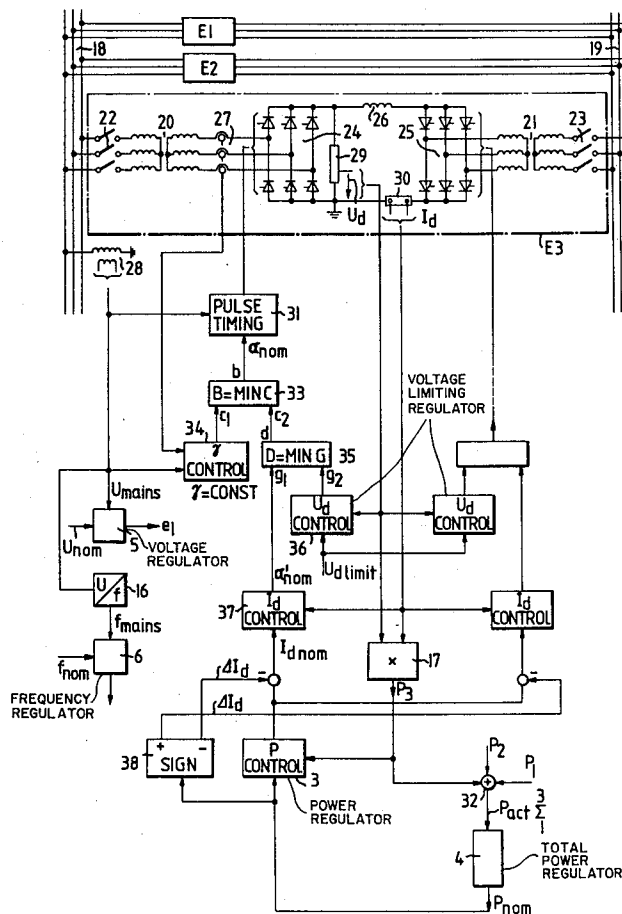 E1
18
19
E2
22
20
27
24
26
25
21
23
29
30
Ud
Id
E3
28
PULSE TIMING
31
αnom
b
B=MIN C
33
VOLTAGE LIMITING REGULATOR
34
c1
c2
γ CONTROL
d
D=MIN G
35
γ=CONST
g1
g2
Umains
Ud CONTROL
Ud CONTROL
36
Unom
5
e1
VOLTAGE REGULATOR
Ud limit
α'nom
U/f
16
37
Id CONTROL
Id CONTROL
fmains
Id nom
×
17
fnom
6
P3
FREQUENCY REGULATOR
ΔId
-
-
ΔId
38
+ -
SIGN
P CONTROL
3
POWER REGULATOR
P2
P1
32
+
Pact 3 Σ 1
4
TOTAL POWER REGULATOR
Pnom